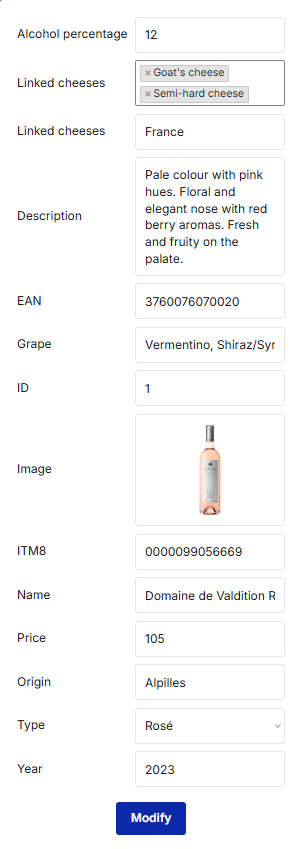 Alcohol percentage 12
Linked cheeses × Goat's cheese
× Semi-hard cheese
Linked cheeses France
Description Pale colour with pink
hues. Floral and
elegant nose with red
berry aromas. Fresh
and fruity on the
palate.
EAN 3760076070020
Grape Vermentino, Shiraz/Syr
ID 1
Image
ITM8 0000099056669
Name Domaine de Valdition R
Price 105
Origin Alpilles
Type Rosé
Year 2023
Modify